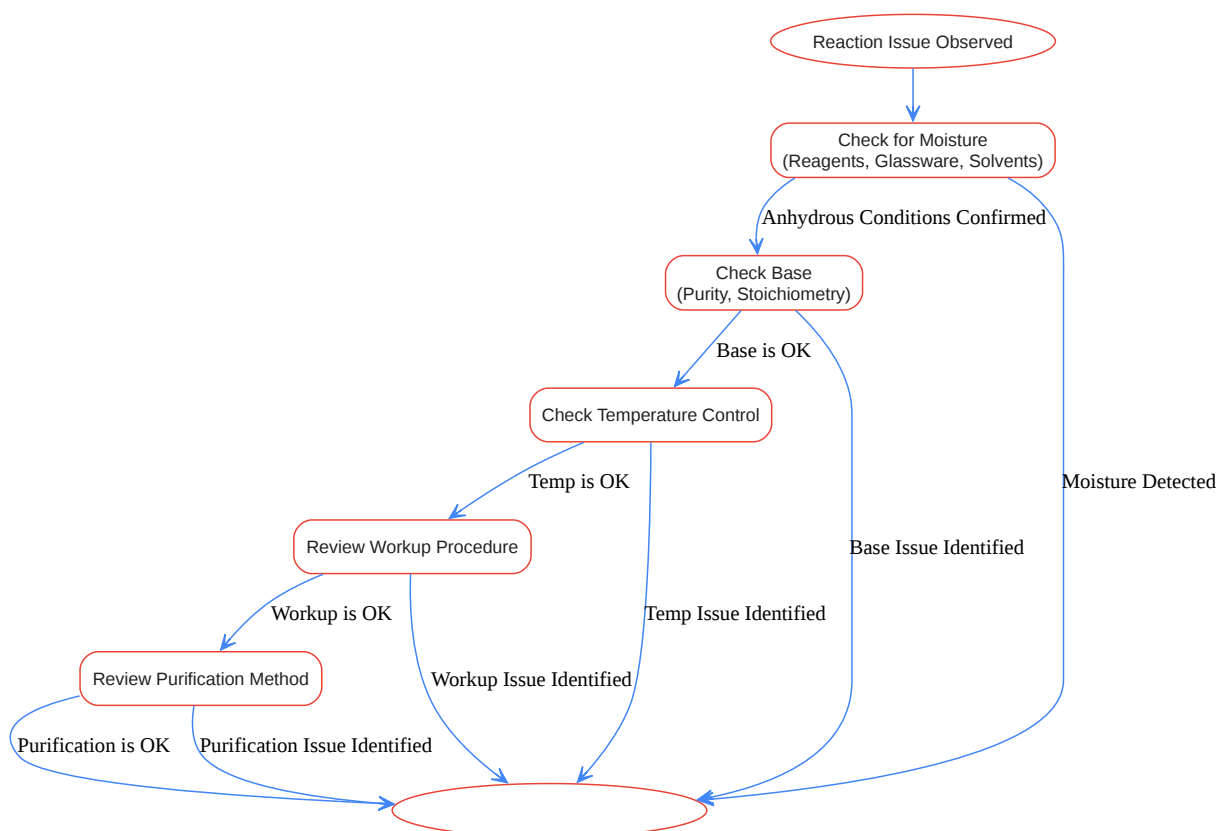 Reaction Issue Observed
Check for Moisture
(Reagents, Glassware, Solvents)
Anhydrous Conditions Confirmed
Check Base
(Purity, Stoichiometry)
Base is OK
Check Temperature Control
Temp is OK
Moisture Detected
Review Workup Procedure
Base Issue Identified
Workup is OK
Temp Issue Identified
Review Purification Method
Workup Issue Identified
Purification is OK
Purification Issue Identified